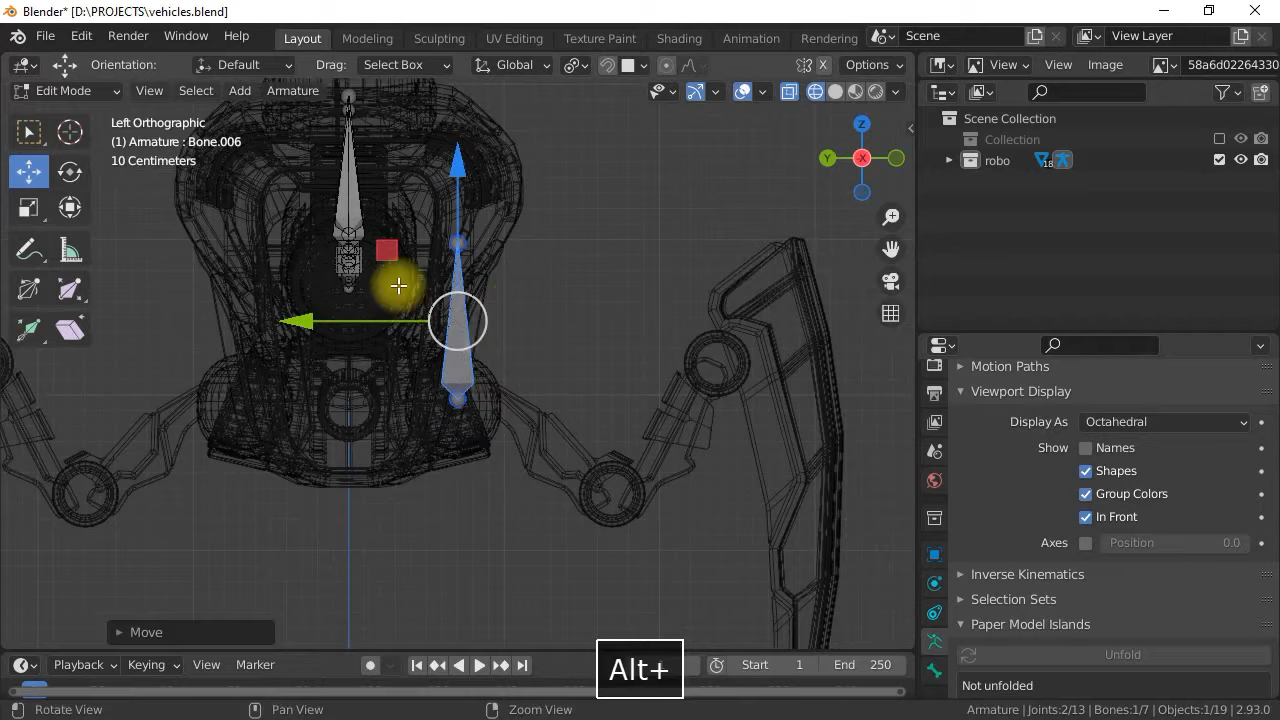 Blender* [D:\PROJECTS\vehicles.blend]
File Edit Render Window Help Layout Modeling Sculpting UV Editing Texture Paint Shading Animation Rendering Scene View Layer
Orientation: Default Drag: Select Box Global X Options View Image 58a6d02264330
Edit Mode View Select Add Armature
Left Orthographic
(1) Armature : Bone.006
10 Centimeters
Z
Y
X
Scene Collection
Collection
robo 18
Motion Paths
Viewport Display
Display As Octahedral
Show Names
Shapes
Group Colors
In Front
Axes Position 0.0
Inverse Kinematics
Selection Sets
Paper Model Islands
Unfold
Not unfolded
Move
Alt+
Playback Keying View Marker Start 1 End 250
Rotate View Pan View Zoom View Armature | Joints:2/13 | Bones:1/7 | Objects:1/19 | 2.93.0